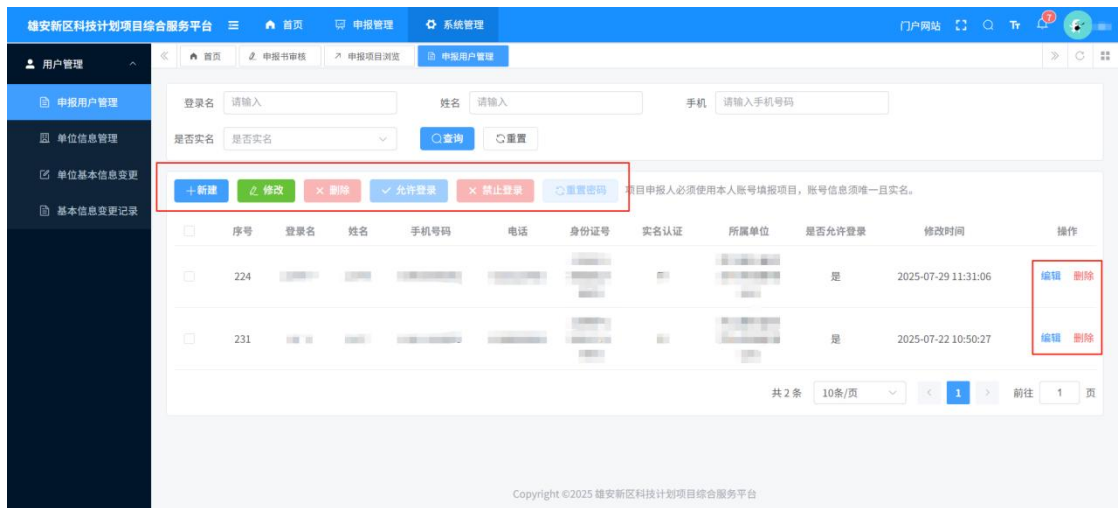 雄安新区科技计划项目综合服务平台 首页 申报管理 系统管理 门户网站 Tт 7
用户管理 首页 申报书审核 申报项目浏览 申报用户管理
申报用户管理
单位信息管理
单位基本信息变更
基本信息变更记录
登录名 请输入 姓名 请输入 手机 请输入手机号码
是否实名 是否实名 查询 重置
新建 修改 删除 允许登录 禁止登录 重置密码 项目申报人必须使用本人账号填报项目，账号信息须唯一且实名。
序号 登录名 姓名 手机号码 电话 身份证号 实名认证 所属单位 是否允许登录 修改时间 操作
224 是 2025-07-29 11:31:06 编辑 删除
231 是 2025-07-22 10:50:27 编辑 删除
共 2 条 10条/页 1 前往 1 页
Copyright ©2025 雄安新区科技计划项目综合服务平台